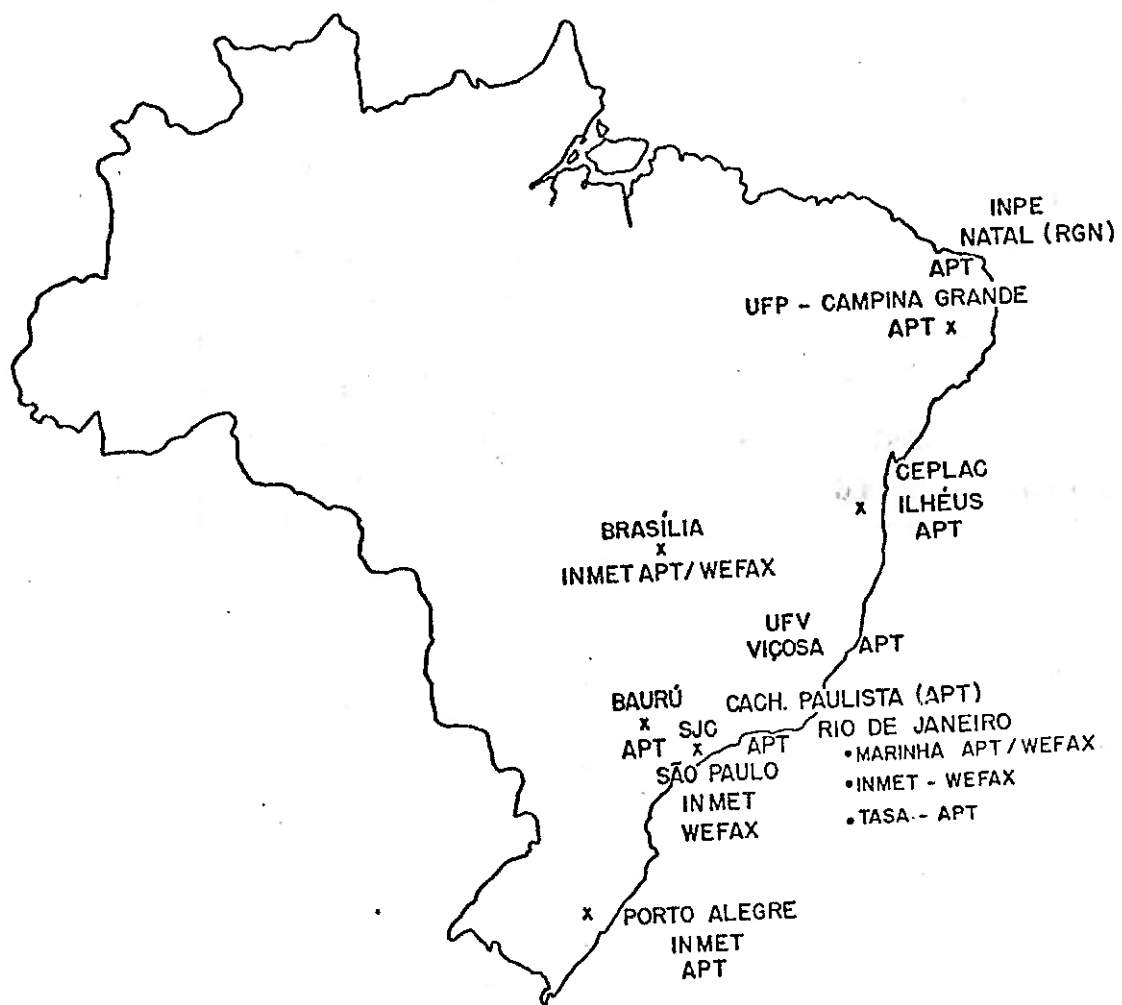 INPE
NATAL (RGN)
APT
UFP - CAMPINA GRANDE
APT x
CEPLAC
x ILHÉUS
APT
BRASÍLIA
x
INMET APT/WEFAX
UFV
VIÇOSA APT
BAURÚ
x
APT
CACH. PAULISTA (APT)
SJC
x
APT
RIO DE JANEIRO
•MARINHA APT/WEFAX
•INMET - WEFAX
•TASA - APT
SÃO PAULO
INMET
WEFAX
x PORTO ALEGRE
INMET
APT